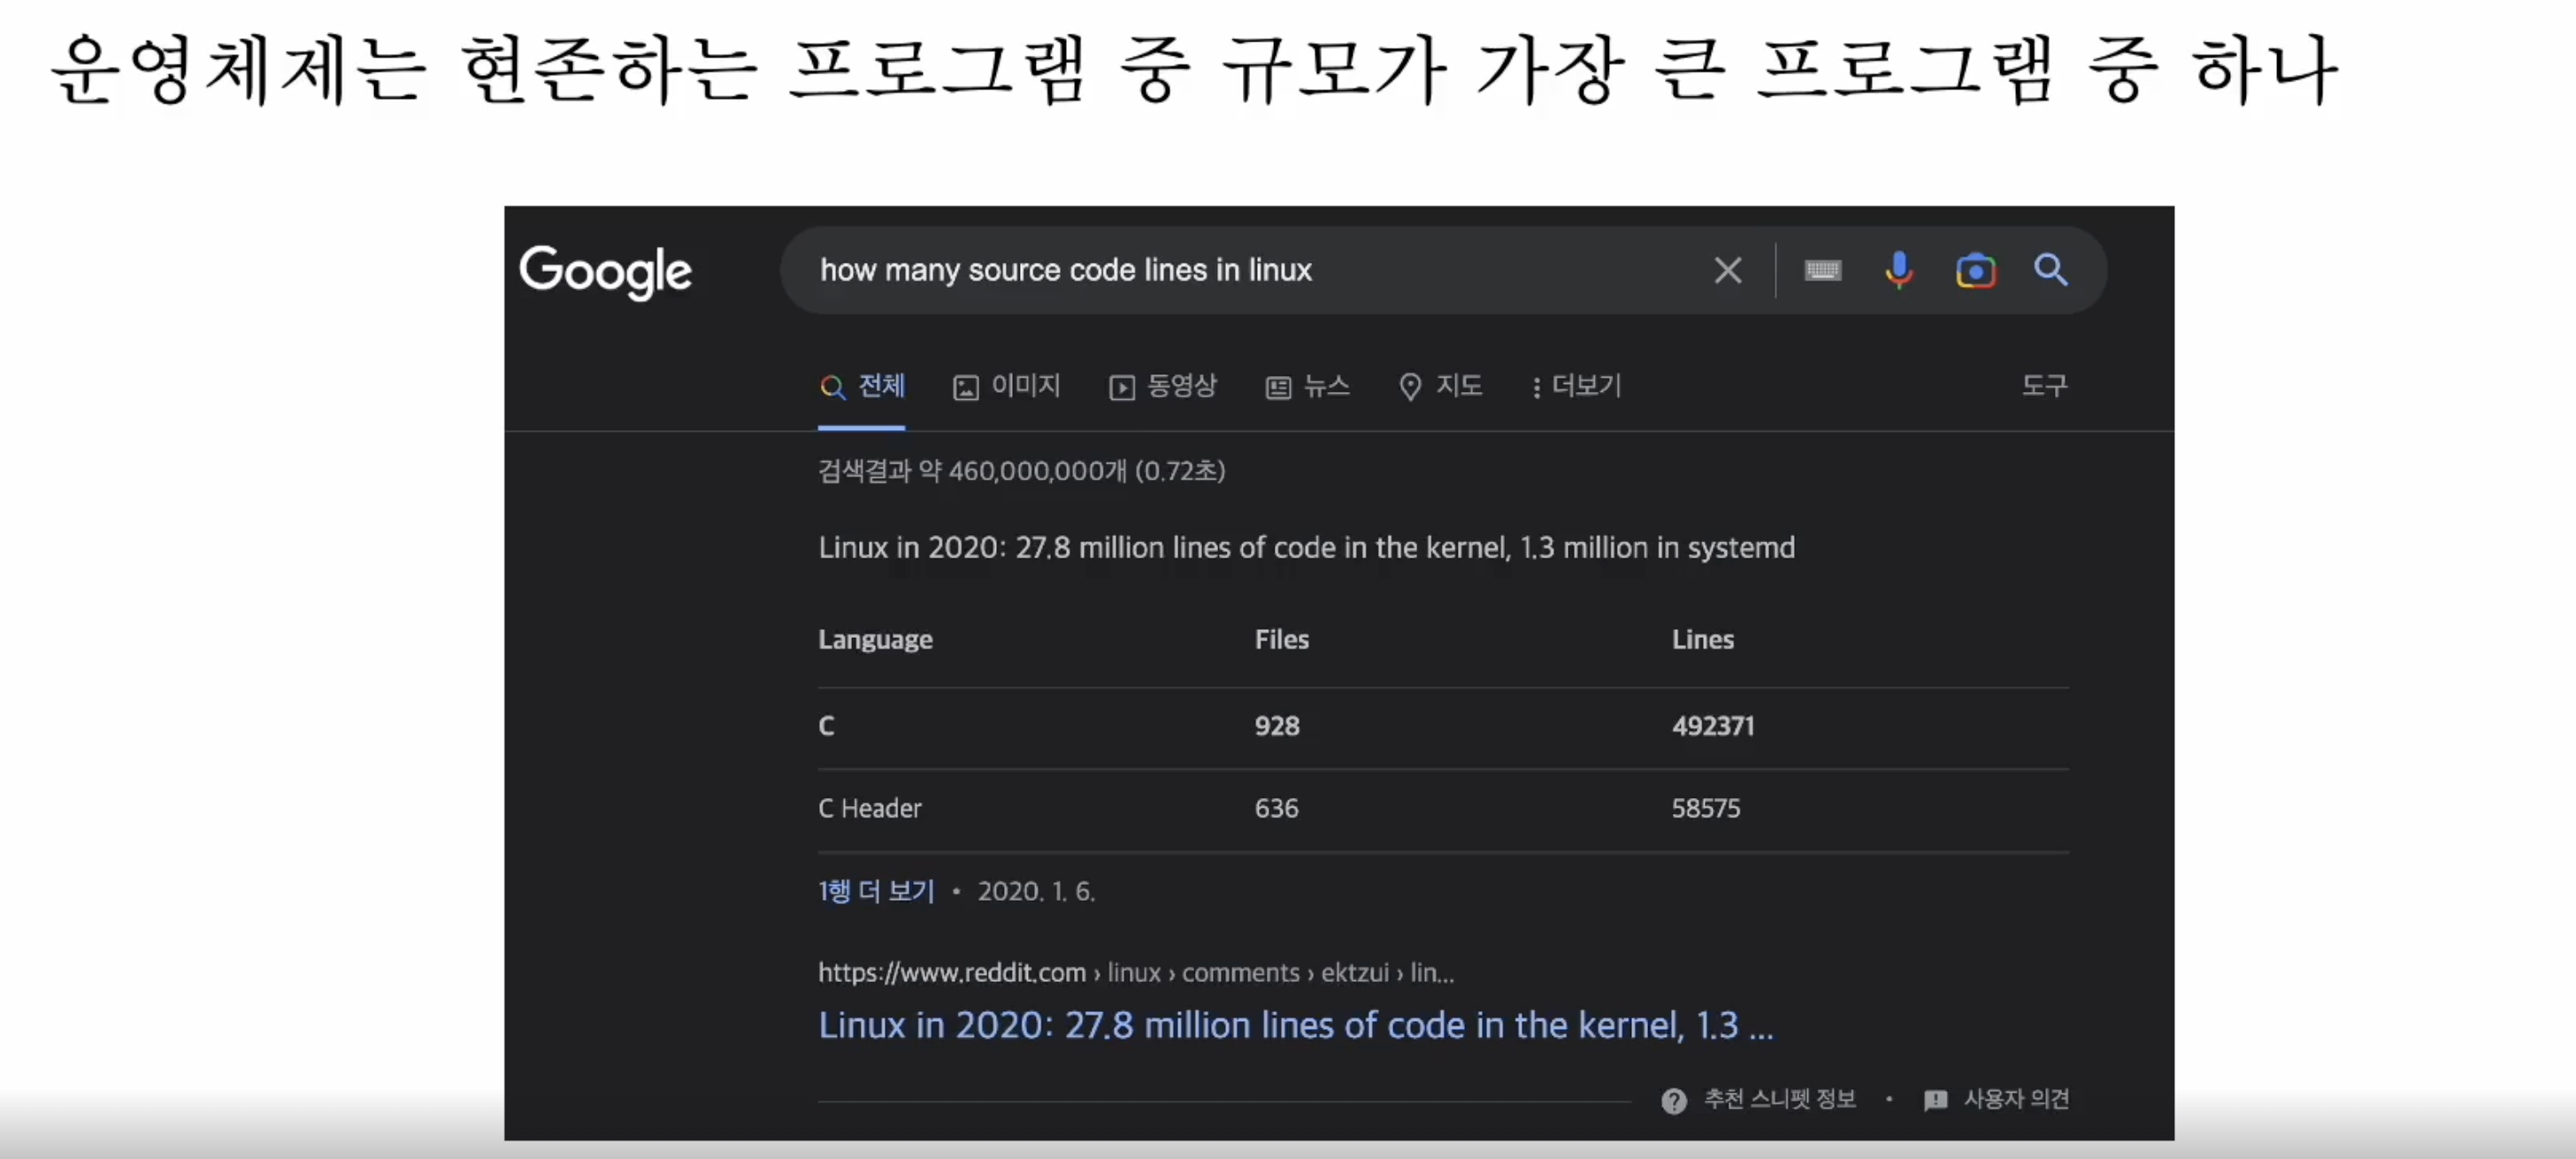 운영체제는 현존하는 프로그램 중 규모가 가장 큰 프로그램 중 하나
Google
how many source code lines in linux
전체 이미지 동영상 뉴스 지도 더보기 도구
검색결과 약 460,000,000개 (0.72초)
Linux in 2020: 27.8 million lines of code in the kernel, 1.3 million in systemd
Language Files Lines
C 928 492371
C Header 636 58575
1행 더 보기 • 2020. 1. 6.
https://www.reddit.com › linux › comments › ektzui › lin...
Linux in 2020: 27.8 million lines of code in the kernel, 1.3 ...
추천 스니펫 정보 • 사용자 의견